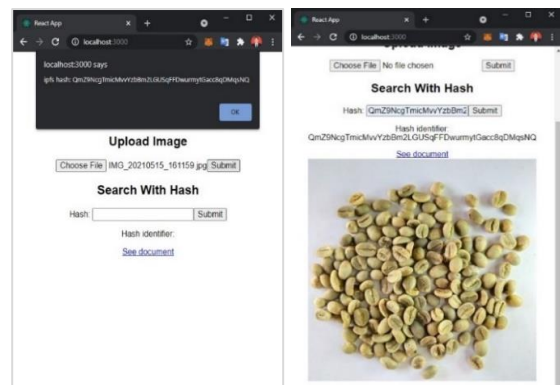 React App
localhost:3000
localhost:3000 says
ipfs hash: QmZ9NcgTmicMvvYzbBm2LGUSqFFDwurmytGacc8qDMqsNQ
OK
Upload Image
Choose File IMG_20210515_161159.jpg Submit
Search With Hash
Hash: Submit
Hash identifier:
See document
React App
localhost:3000
Upload Image
Choose File No file chosen Submit
Search With Hash
Hash: QmZ9NcgTmicMvvYzbBm2 Submit
Hash identifier:
QmZ9NcgTmicMvvYzbBm2LGUSqFFDwurmytGacc8qDMqsNQ
See document